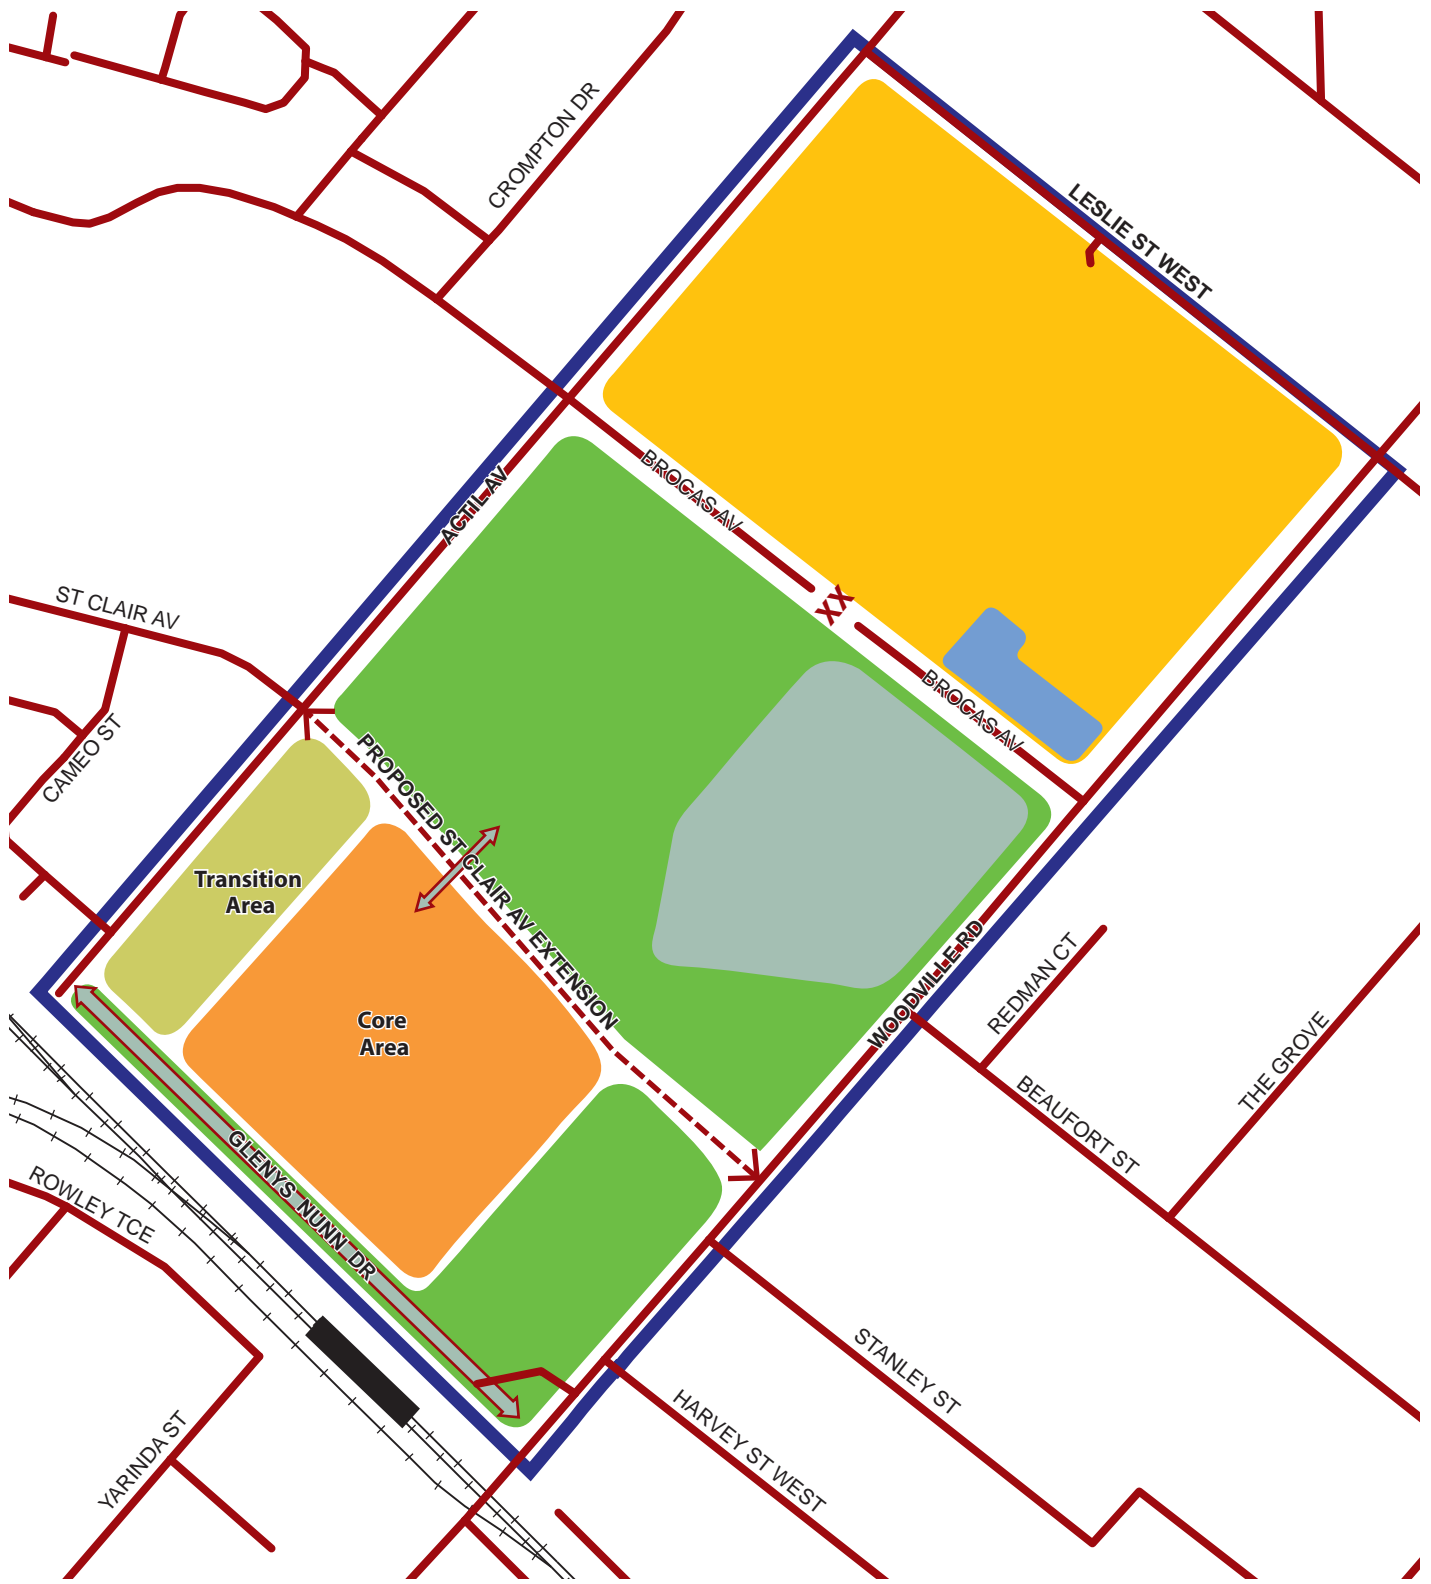 CROMPTON DR
LESLIE ST WEST
BROCAS AV
ACTIL AV
ST CLAIR AV
BROCAS AV
CAMEO ST
PROPOSED ST CLAIR AV EXTENSION
Transition
Area
Core
Area
WOODVILLE RD
REDMAN CT
THE GROVE
BEAUFORT ST
GLENYS NUNN DR
ROWLEY TCE
STANLEY ST
HARVEY ST WEST
YARINDA ST